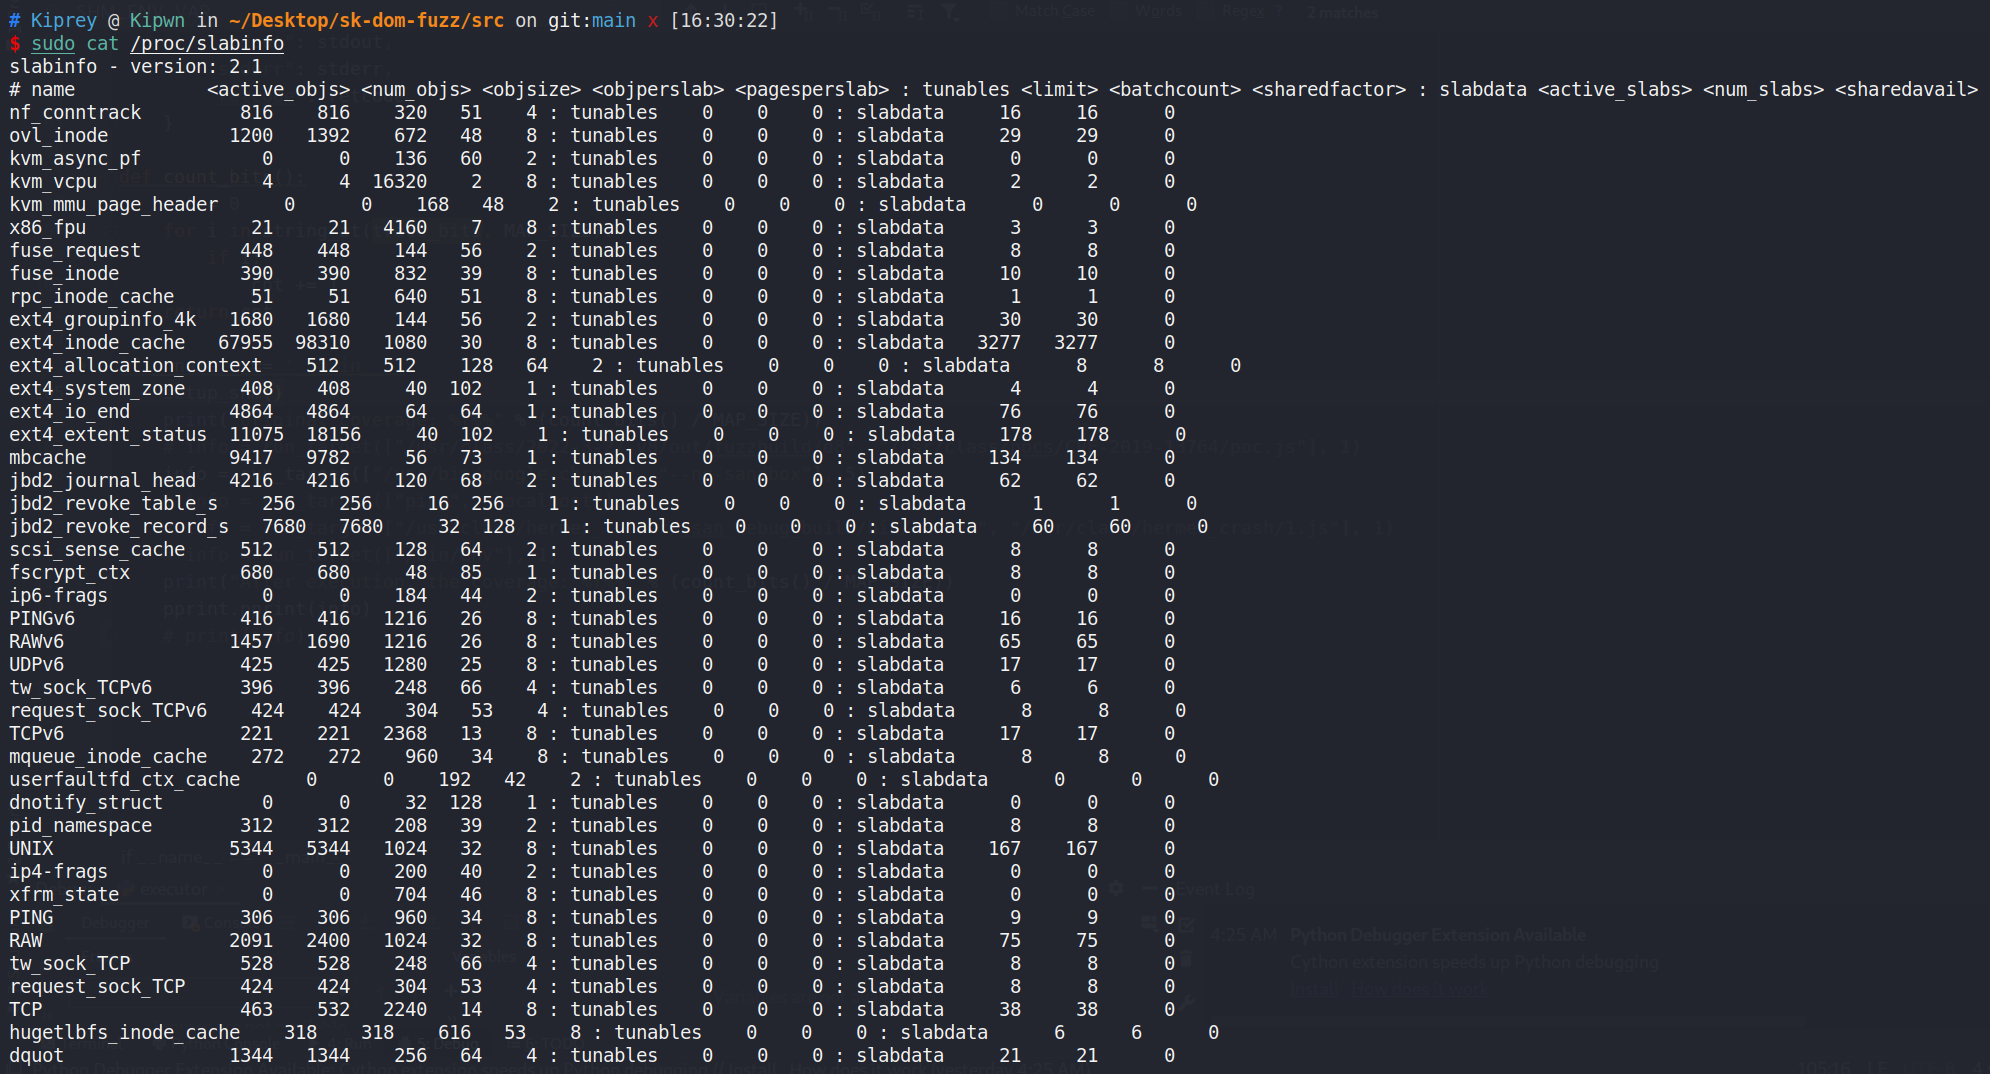 # Kiprey @ Kipwn in ~/Desktop/sk-dom-fuzz/src on git:main x [16:30:22]
$ sudo cat /proc/slabinfo
slabinfo - version: 2.1
# name            <active_objs> <num_objs> <objsize> <objperslab> <pagesperslab> : tunables <limit> <batchcount> <sharedfactor> : slabdata <active_slabs> <num_slabs> <sharedavail>
nf_conntrack         816    816    320   51    4 : tunables    0    0    0 : slabdata     16     16      0
ovl_inode           1200   1392    672   48    8 : tunables    0    0    0 : slabdata     29     29      0
kvm_async_pf           0      0    136   60    2 : tunables    0    0    0 : slabdata      0      0      0
kvm_vcpu               4      4  16320    2    8 : tunables    0    0    0 : slabdata      2      2      0
kvm_mmu_page_header      0      0    168   48    2 : tunables    0    0    0 : slabdata      0      0      0
x86_fpu               21     21   4160    7    8 : tunables    0    0    0 : slabdata      3      3      0
fuse_request         448    448    144   56    2 : tunables    0    0    0 : slabdata      8      8      0
fuse_inode           390    390    832   39    8 : tunables    0    0    0 : slabdata     10     10      0
rpc_inode_cache       51     51    640   51    8 : tunables    0    0    0 : slabdata      1      1      0
ext4_groupinfo_4k   1680   1680    144   56    2 : tunables    0    0    0 : slabdata     30     30      0
ext4_inode_cache   67955  98310   1080   30    8 : tunables    0    0    0 : slabdata   3277   3277      0
ext4_allocation_context    512    512    128   64    2 : tunables    0    0    0 : slabdata      8      8      0
ext4_system_zone     408    408     40  102    1 : tunables    0    0    0 : slabdata      4      4      0
ext4_io_end         4864   4864     64   64    1 : tunables    0    0    0 : slabdata     76     76      0
ext4_extent_status  11075  18156     40  102    1 : tunables    0    0    0 : slabdata    178    178      0
mbcache             9417   9782     56   73    1 : tunables    0    0    0 : slabdata    134    134      0
jbd2_journal_head   4216   4216    120   68    2 : tunables    0    0    0 : slabdata     62     62      0
jbd2_revoke_table_s    256    256     16  256    1 : tunables    0    0    0 : slabdata      1      1      0
jbd2_revoke_record_s   7680   7680     32  128    1 : tunables    0    0    0 : slabdata     60     60      0
scsi_sense_cache     512    512    128   64    2 : tunables    0    0    0 : slabdata      8      8      0
fscrypt_ctx          680    680     48   85    1 : tunables    0    0    0 : slabdata      8      8      0
ip6-frags              0      0    184   44    2 : tunables    0    0    0 : slabdata      0      0      0
PINGv6               416    416   1216   26    8 : tunables    0    0    0 : slabdata     16     16      0
RAWv6               1457   1690   1216   26    8 : tunables    0    0    0 : slabdata     65     65      0
UDPv6                425    425   1280   25    8 : tunables    0    0    0 : slabdata     17     17      0
tw_sock_TCPv6        396    396    248   66    4 : tunables    0    0    0 : slabdata      6      6      0
request_sock_TCPv6    424    424    304   53    4 : tunables    0    0    0 : slabdata      8      8      0
TCPv6                221    221   2368   13    8 : tunables    0    0    0 : slabdata     17     17      0
mqueue_inode_cache    272    272    960   34    8 : tunables    0    0    0 : slabdata      8      8      0
userfaultfd_ctx_cache      0      0    192   42    2 : tunables    0    0    0 : slabdata      0      0      0
dnotify_struct         0      0     32  128    1 : tunables    0    0    0 : slabdata      0      0      0
pid_namespace        312    312    208   39    2 : tunables    0    0    0 : slabdata      8      8      0
UNIX                5344   5344   1024   32    8 : tunables    0    0    0 : slabdata    167    167      0
ip4-frags              0      0    200   40    2 : tunables    0    0    0 : slabdata      0      0      0
xfrm_state             0      0    704   46    8 : tunables    0    0    0 : slabdata      0      0      0
PING                 306    306    960   34    8 : tunables    0    0    0 : slabdata      9      9      0
RAW                 2091   2400   1024   32    8 : tunables    0    0    0 : slabdata     75     75      0
tw_sock_TCP          528    528    248   66    4 : tunables    0    0    0 : slabdata      8      8      0
request_sock_TCP     424    424    304   53    4 : tunables    0    0    0 : slabdata      8      8      0
TCP                  463    532   2240   14    8 : tunables    0    0    0 : slabdata     38     38      0
hugetlbfs_inode_cache    318    318    616   53    8 : tunables    0    0    0 : slabdata      6      6      0
dquot               1344   1344    256   64    4 : tunables    0    0    0 : slabdata     21     21      0